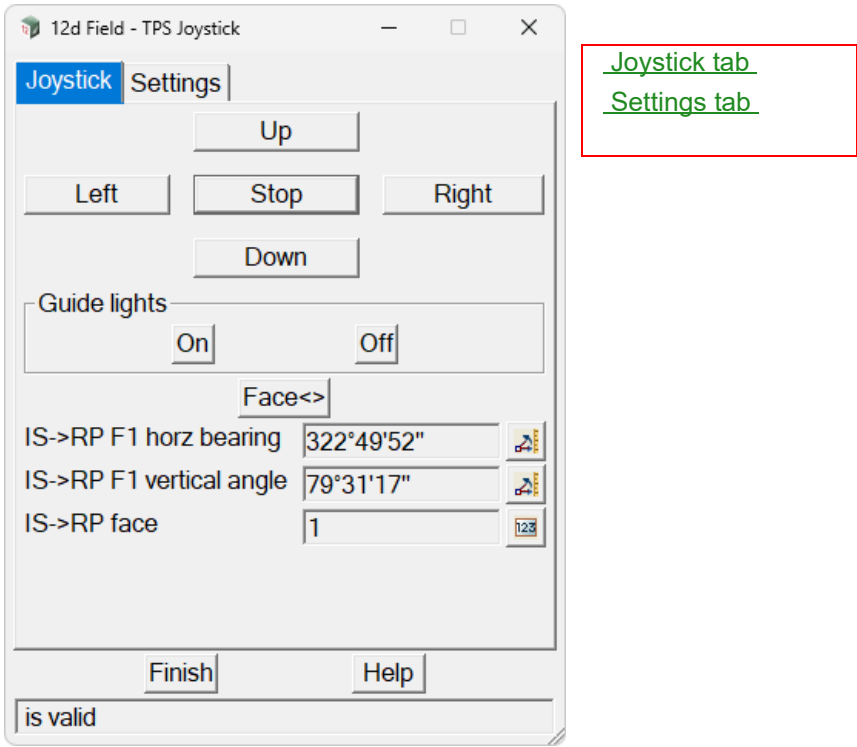 12d Field - TPS Joystick
Joystick tab
Settings tab
Joystick Settings
Up
Left Stop Right
Down
Guide lights
On Off
Face<>
IS->RP F1 horz bearing 322°49'52"
IS->RP F1 vertical angle 79°31'17"
IS->RP face 1 123
Finish Help
is valid